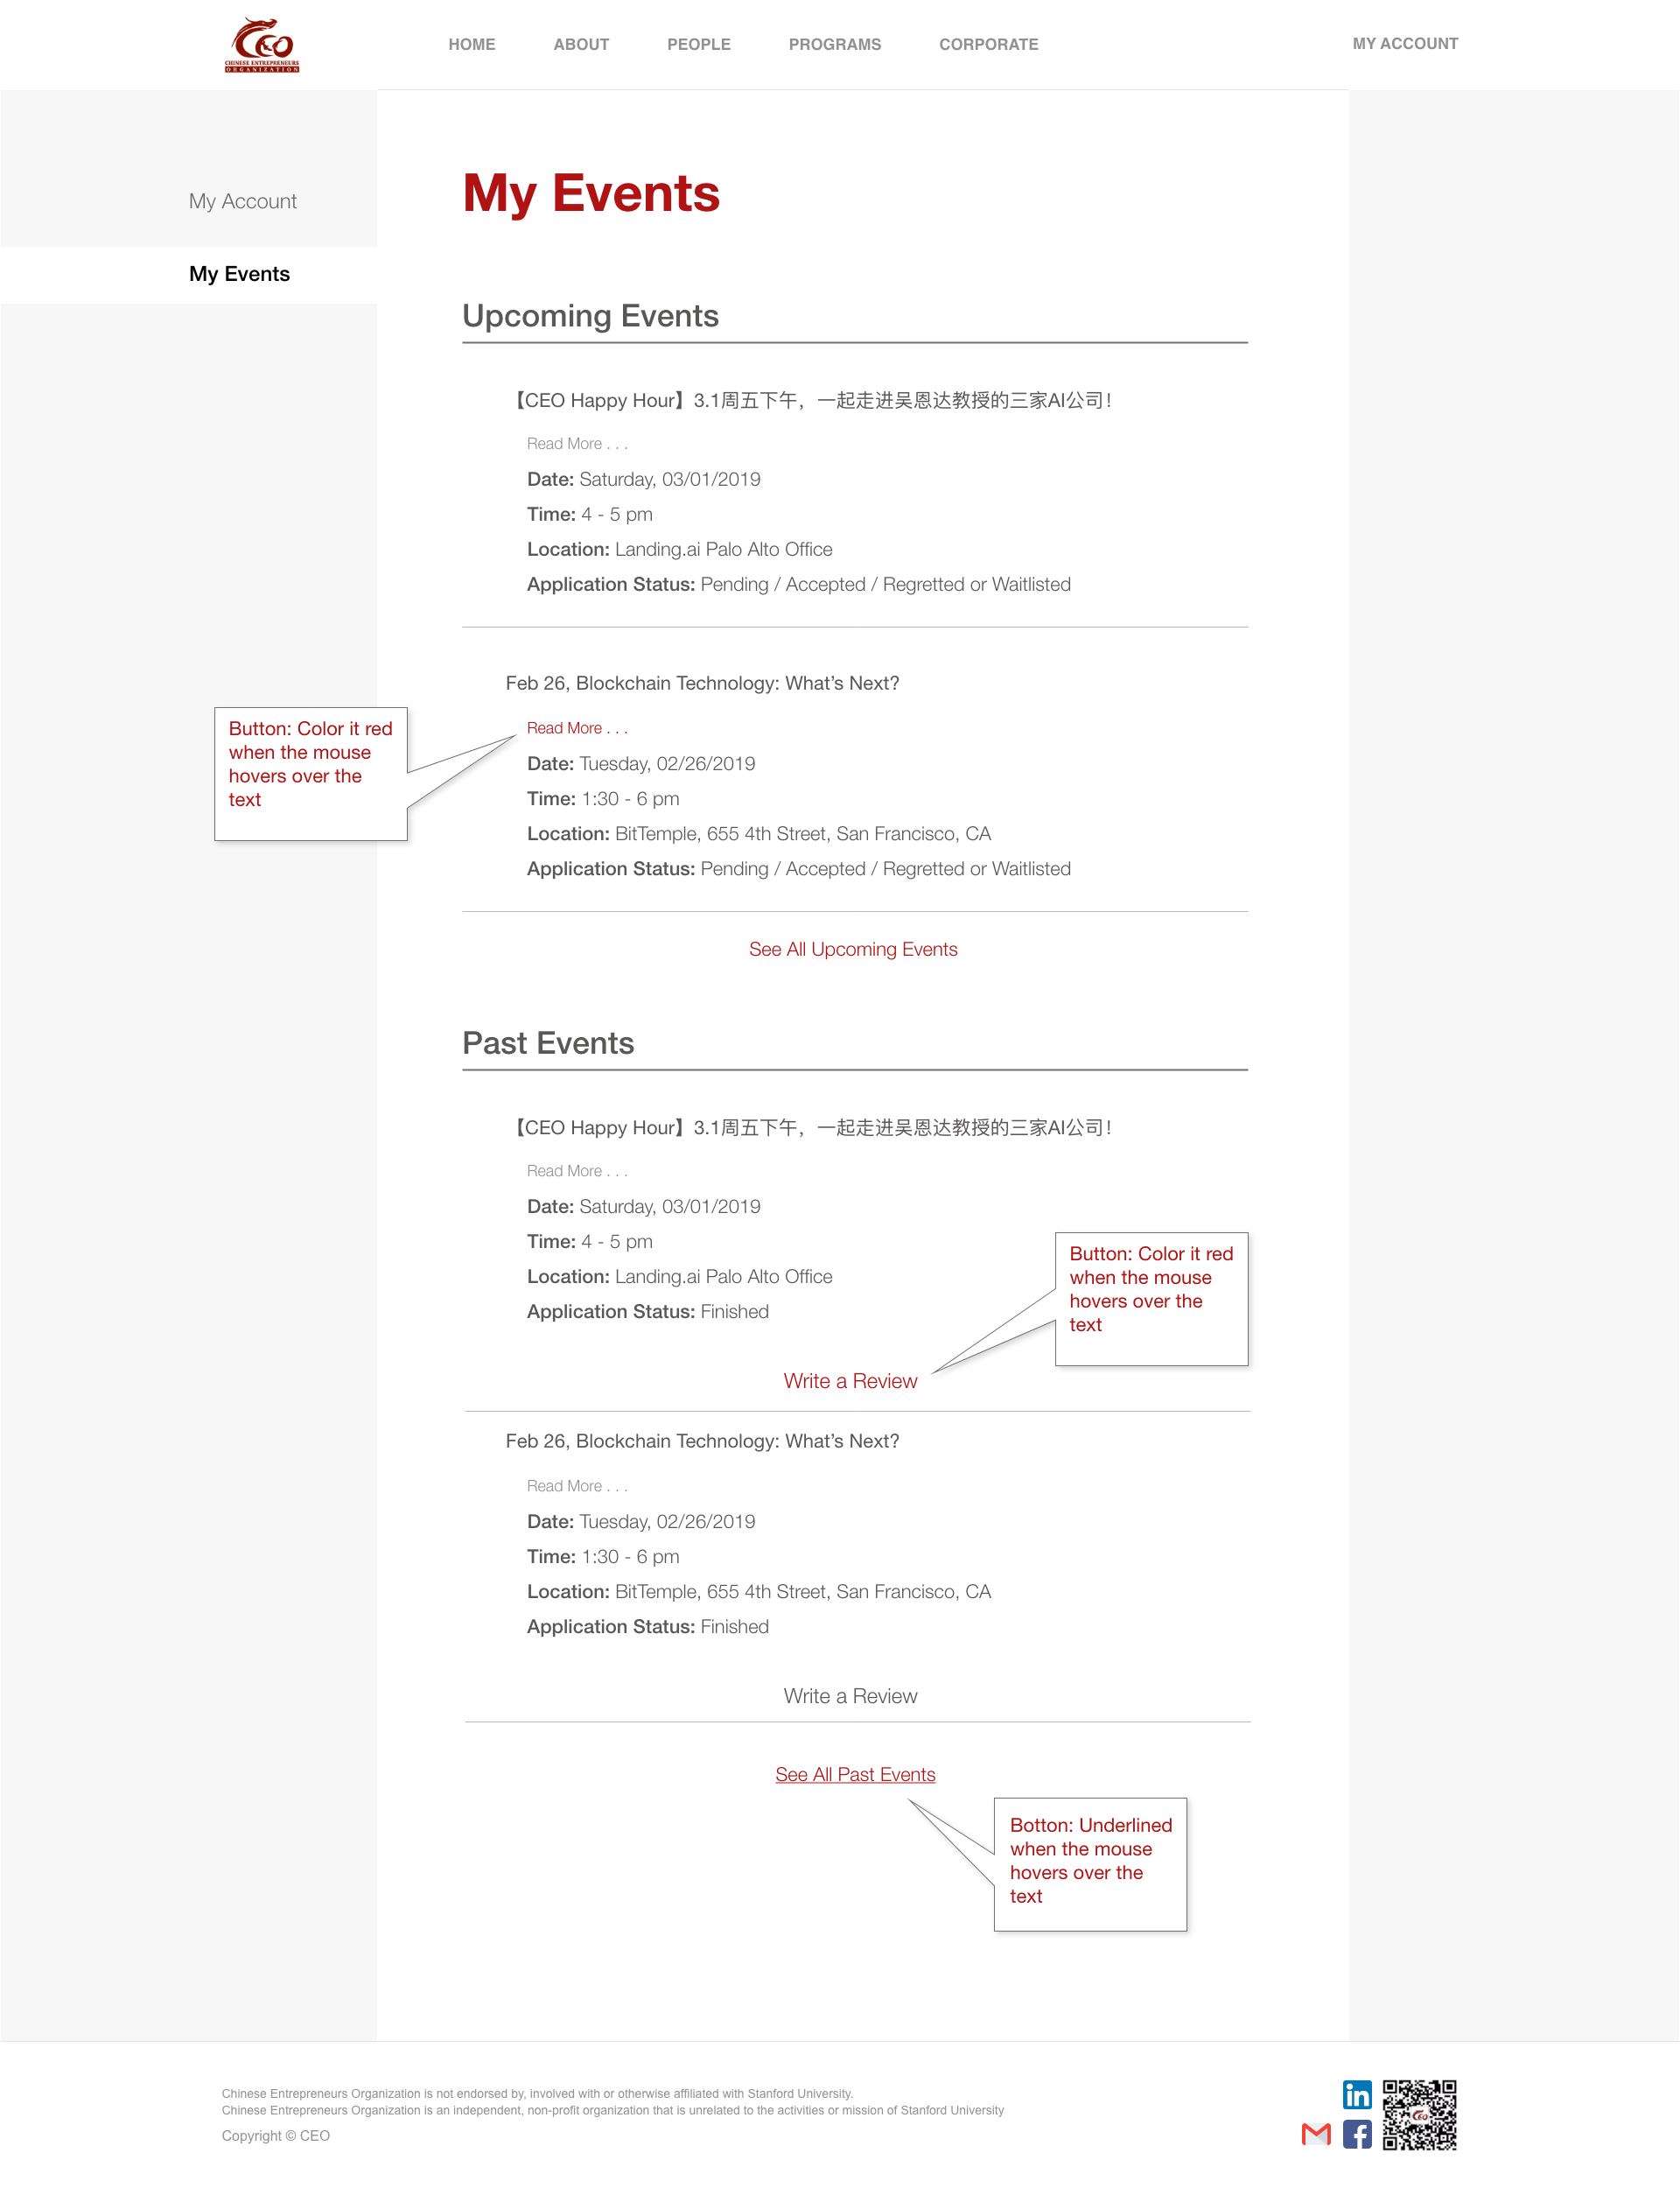 CEO
CHINESE ENTREPRENEURS
ORGANIZATION
HOME ABOUT PEOPLE PROGRAMS CORPORATE MY ACCOUNT
My Account
My Events
My Events
Upcoming Events
【CEO Happy Hour】3.1周五下午，一起走进吴恩达教授的三家AI公司！
Read More . . .
Date: Saturday, 03/01/2019
Time: 4 - 5 pm
Location: Landing.ai Palo Alto Office
Application Status: Pending / Accepted / Regretted or Waitlisted
Feb 26, Blockchain Technology: What’s Next?
Button: Color it red
when the mouse
hovers over the
text
Read More . . .
Date: Tuesday, 02/26/2019
Time: 1:30 - 6 pm
Location: BitTemple, 655 4th Street, San Francisco, CA
Application Status: Pending / Accepted / Regretted or Waitlisted
See All Upcoming Events
Past Events
【CEO Happy Hour】3.1周五下午，一起走进吴恩达教授的三家AI公司！
Read More . . .
Date: Saturday, 03/01/2019
Time: 4 - 5 pm
Location: Landing.ai Palo Alto Office
Application Status: Finished
Button: Color it red
when the mouse
hovers over the
text
Write a Review
Feb 26, Blockchain Technology: What’s Next?
Read More . . .
Date: Tuesday, 02/26/2019
Time: 1:30 - 6 pm
Location: BitTemple, 655 4th Street, San Francisco, CA
Application Status: Finished
Write a Review
See All Past Events
Botton: Underlined
when the mouse
hovers over the
text
Chinese Entrepreneurs Organization is not endorsed by, involved with or otherwise affiliated with Stanford University.
Chinese Entrepreneurs Organization is an independent, non-profit organization that is unrelated to the activities or mission of Stanford University
Copyright © CEO
in
f
CEO